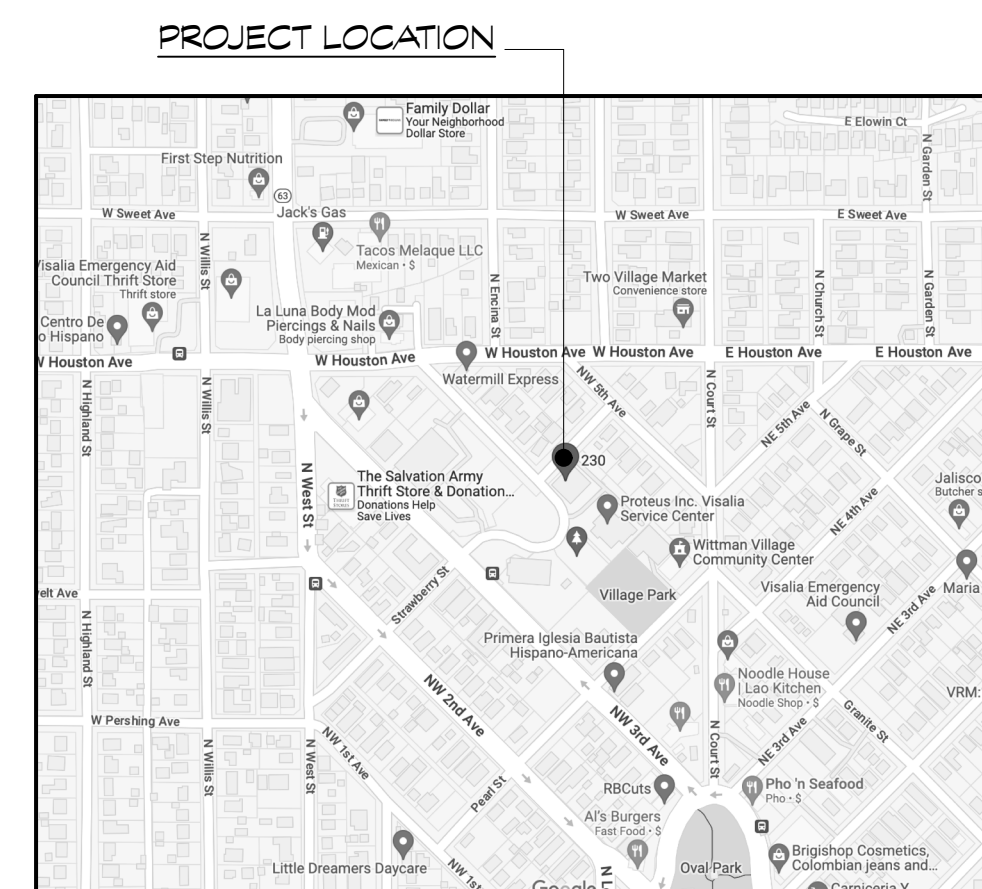 PROJECT LOCATION
Family Dollar
Your Neighborhood
Dollar Store
E Elowin Ct
N Garden St
First Step Nutrition
63
W Sweet Ave
Jack's Gas
W Sweet Ave
E Sweet Ave
Tacos Melaque LLC
Mexican · $
N Willis St
Visalia Emergency Aid
Council Thrift Store
Thrift store
Two Village Market
Convenience store
N Encina St
N Church St
N Garden St
Centro De
o Hispano
La Luna Body Mod
Piercings & Nails
Body piercing shop
W Houston Ave
W Houston Ave
W Houston Ave
W Houston Ave
E Houston Ave
E Houston Ave
Watermill Express
N Highland St
N Willis St
NW 5th Ave
N Court St
NE 5th Ave
N Grape St
230
N West St
The Salvation Army
Thrift Store & Donation...
Donations Help
Save Lives
Proteus Inc. Visalia
Service Center
NE 4th Ave
Jalisco
Butcher s
Wittman Village
Community Center
Strawberry St
Village Park
Visalia Emergency
Aid Council
Maria
NE 3rd Ave
velt Ave
N Highland St
Primera Iglesia Bautista
Hispano-Americana
Noodle House
| Lao Kitchen
Noodle Shop · $
VRM:
NW 2nd Ave
NW 3rd Ave
Granite St
W Pershing Ave
N Willis St
N West St
NW 1st Ave
N Court St
NE 3rd Ave
Pearl St
RBCuts
Pho 'n Seafood
Pho · $
Al's Burgers
Fast Food · $
Little Dreamers Daycare
NW 1st
Oval Park
Brigishop Cosmetics,
Colombian jeans and...
Google
N L
Carniceria Y